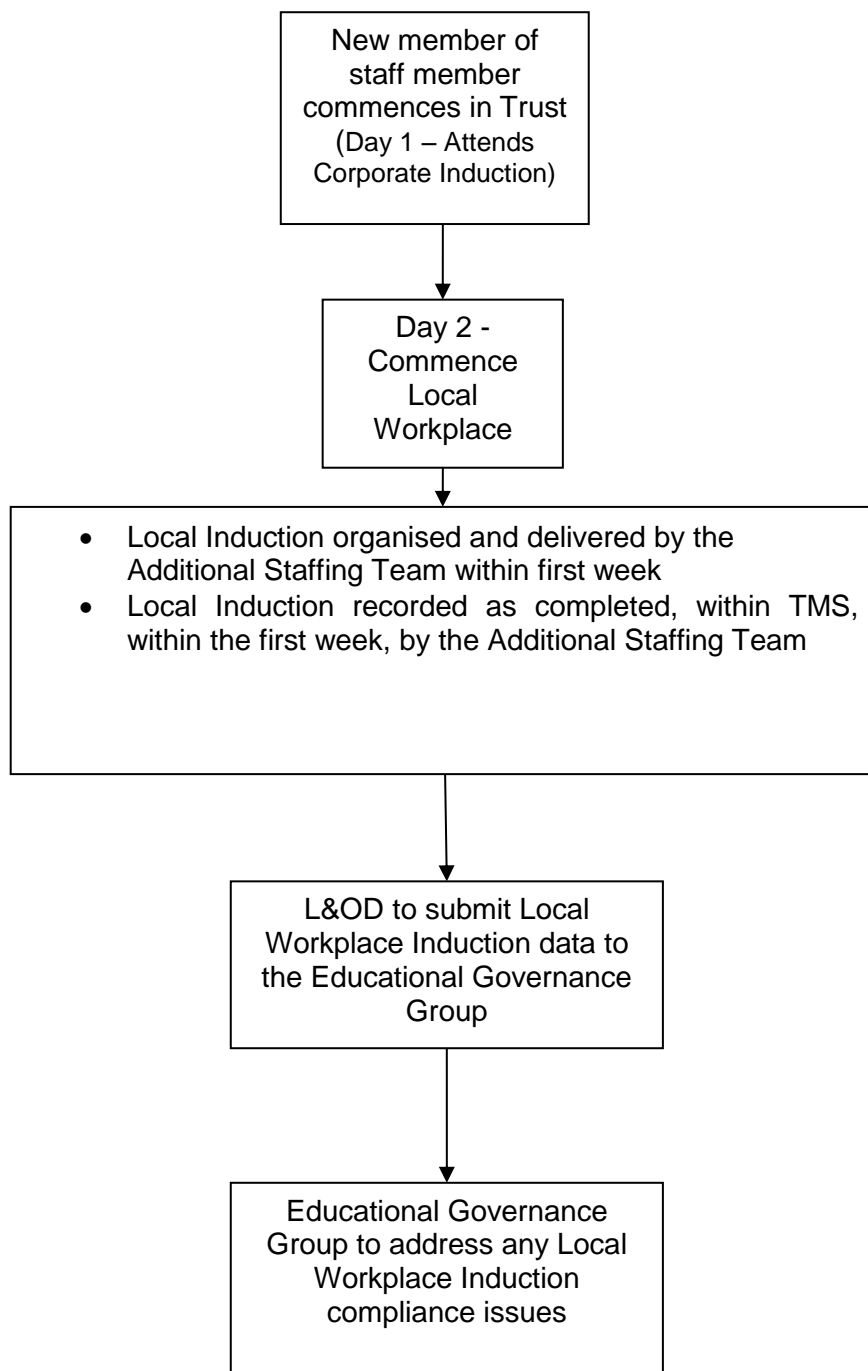 New member of
staff member
commences in Trust
(Day 1 – Attends
Corporate Induction)
Day 2 -
Commence
Local
Workplace
• Local Induction organised and delivered by the
Additional Staffing Team within first week
• Local Induction recorded as completed, within TMS,
within the first week, by the Additional Staffing Team
L&OD to submit Local
Workplace Induction data to
the Educational Governance
Group
Educational Governance
Group to address any Local
Workplace Induction
compliance issues